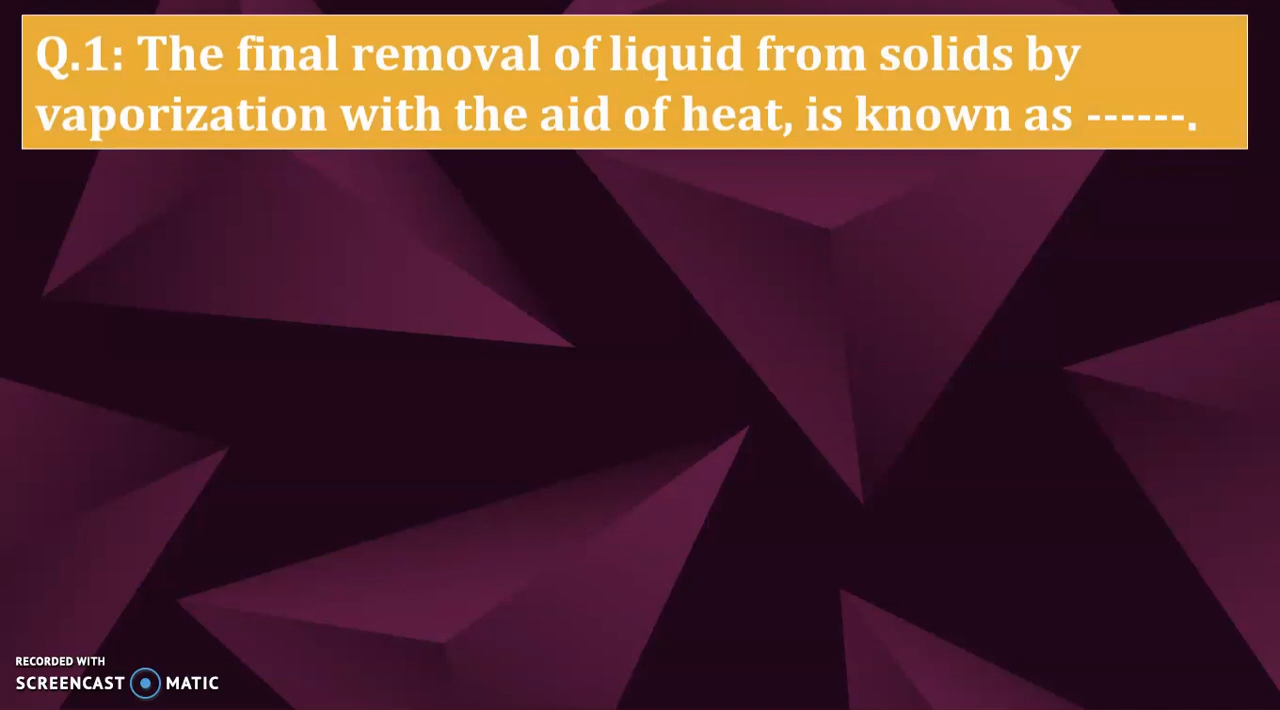 Q.1: The final removal of liquid from solids by
vaporization with the aid of heat, is known as ------.
RECORDED WITH
SCREENCAST MATIC